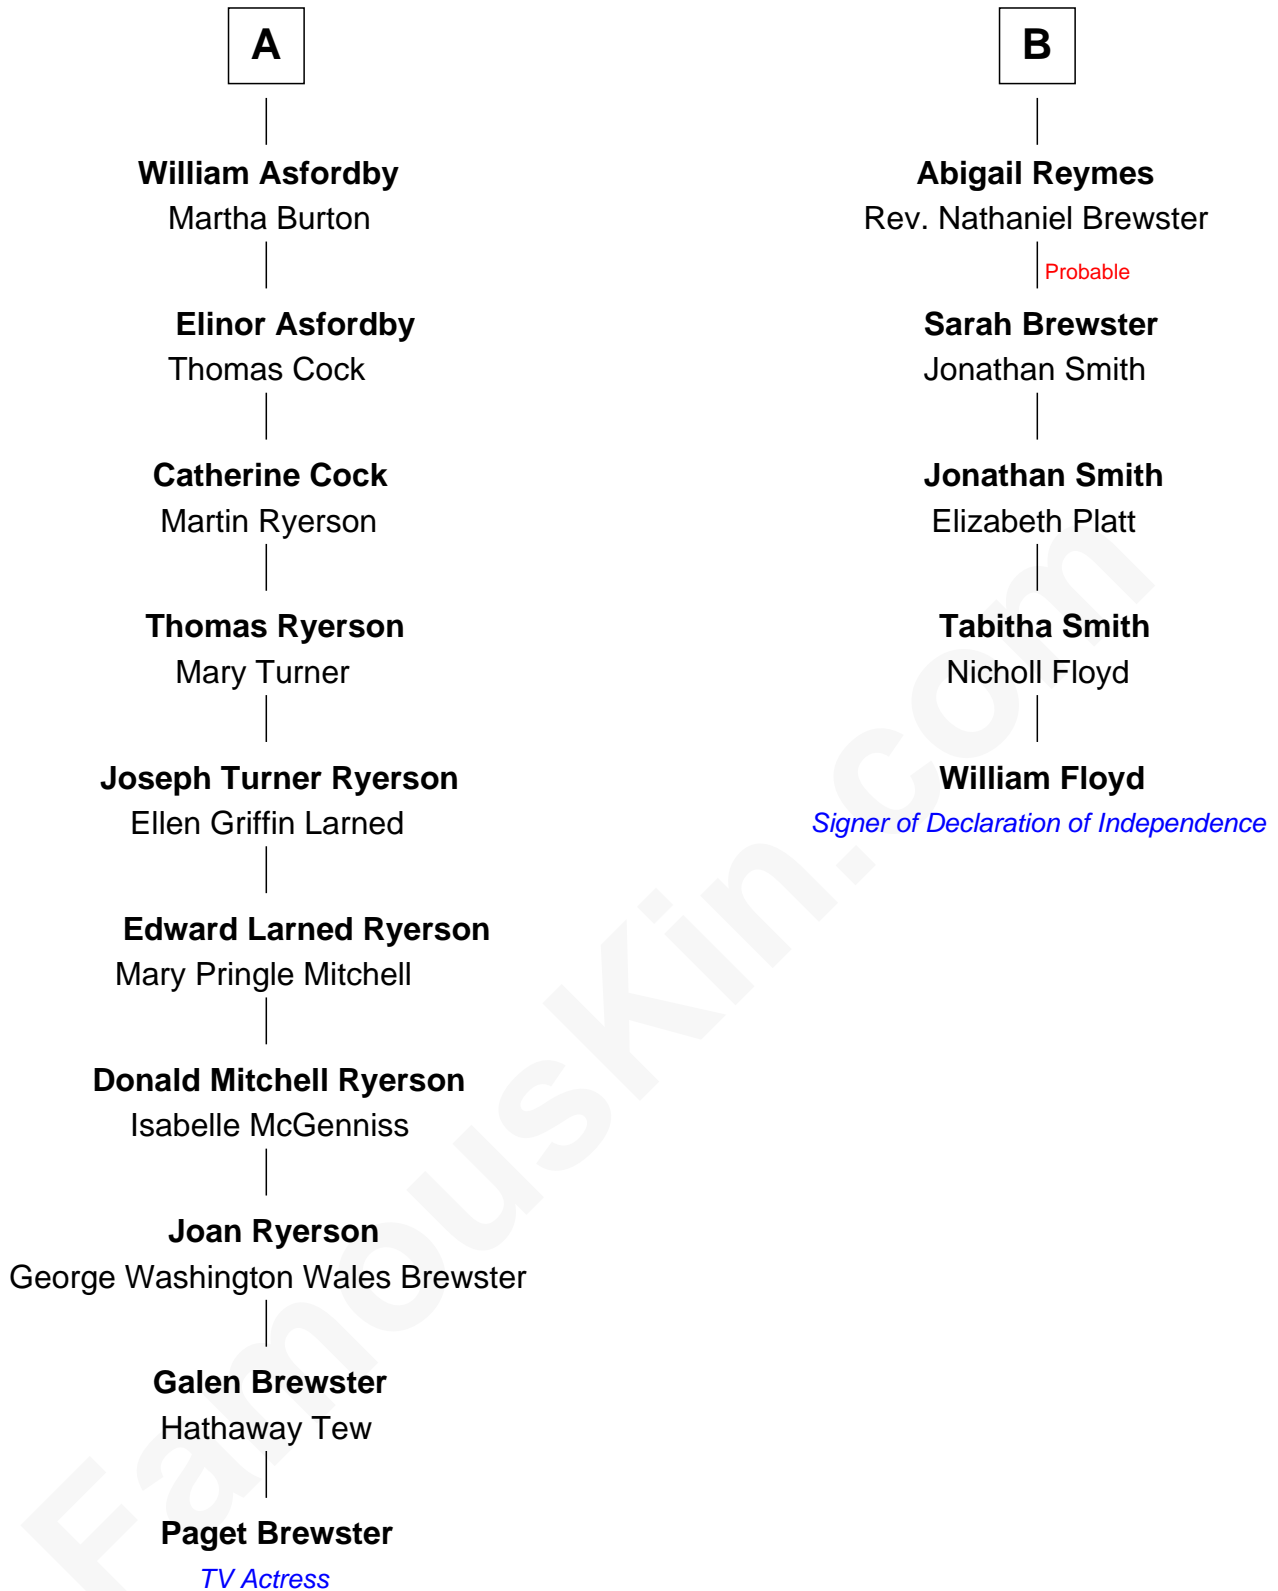 A
William Asfordby
Martha Burton
Elinor Asfordby
Thomas Cock
Catherine Cock
Martin Ryerson
Thomas Ryerson
Mary Turner
Joseph Turner Ryerson
Ellen Griffin Larned
Edward Larned Ryerson
Mary Pringle Mitchell
Donald Mitchell Ryerson
Isabelle McGenniss
Joan Ryerson
George Washington Wales Brewster
Galen Brewster
Hathaway Tew
Paget Brewster
TV Actress
B
Abigail Reymes
Rev. Nathaniel Brewster
Probable
Sarah Brewster
Jonathan Smith
Jonathan Smith
Elizabeth Platt
Tabitha Smith
Nicholl Floyd
William Floyd
Signer of Declaration of Independence
FamousKin.com